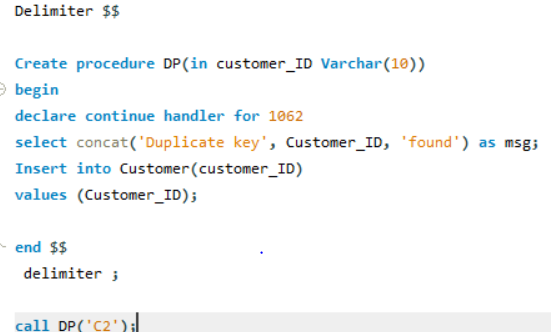 Delimiter $$
Create procedure DP(in customer_ID Varchar(10))
begin
declare continue handler for 1062
select concat('Duplicate key', Customer_ID, 'found') as msg;
Insert into Customer(customer_ID)
values (Customer_ID);
end $$
delimiter ;
call DP('C2');